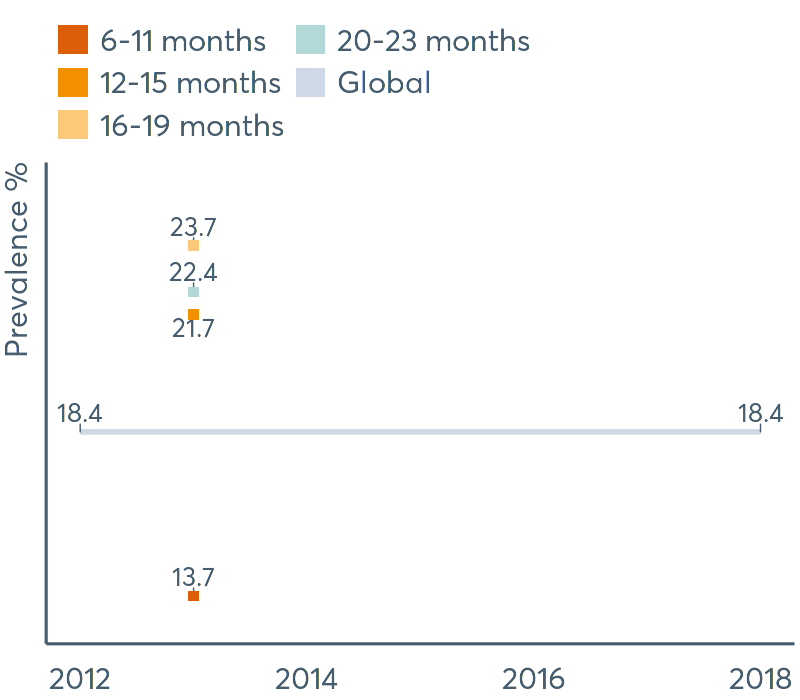 6-11 months
20-23 months
12-15 months
Global
16-19 months
Prevalence %
23.7
22.4
21.7
18.4
18.4
13.7
2012
2014
2016
2018